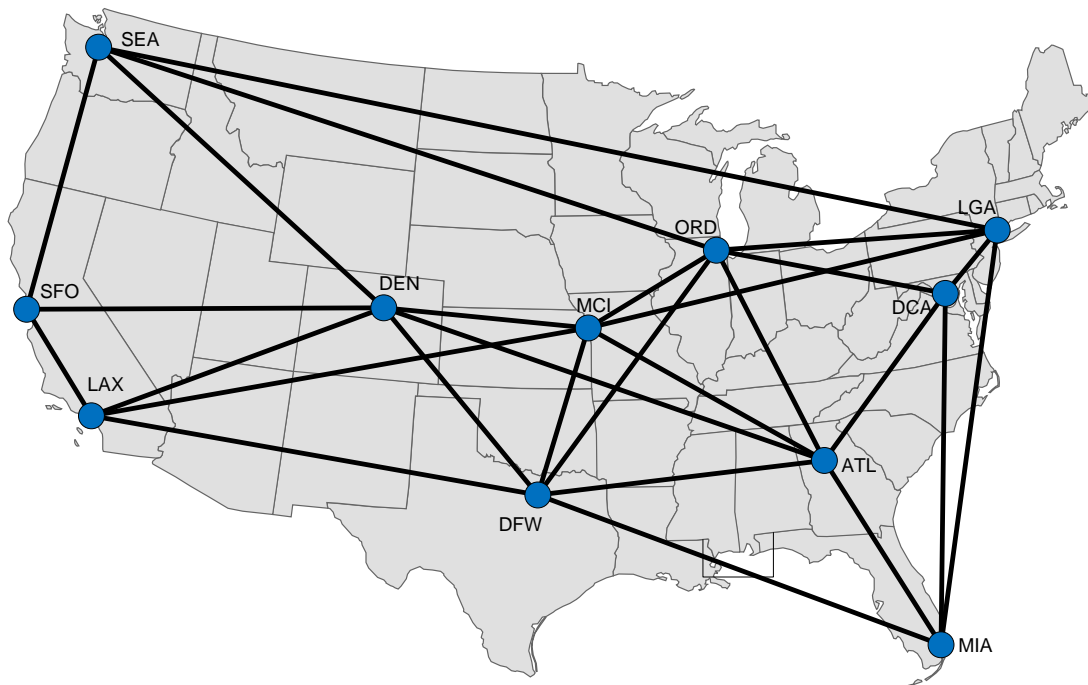 SEA
LGA
ORD
SFO
DEN
MCI
DCA
LAX
ATL
DFW
MIA